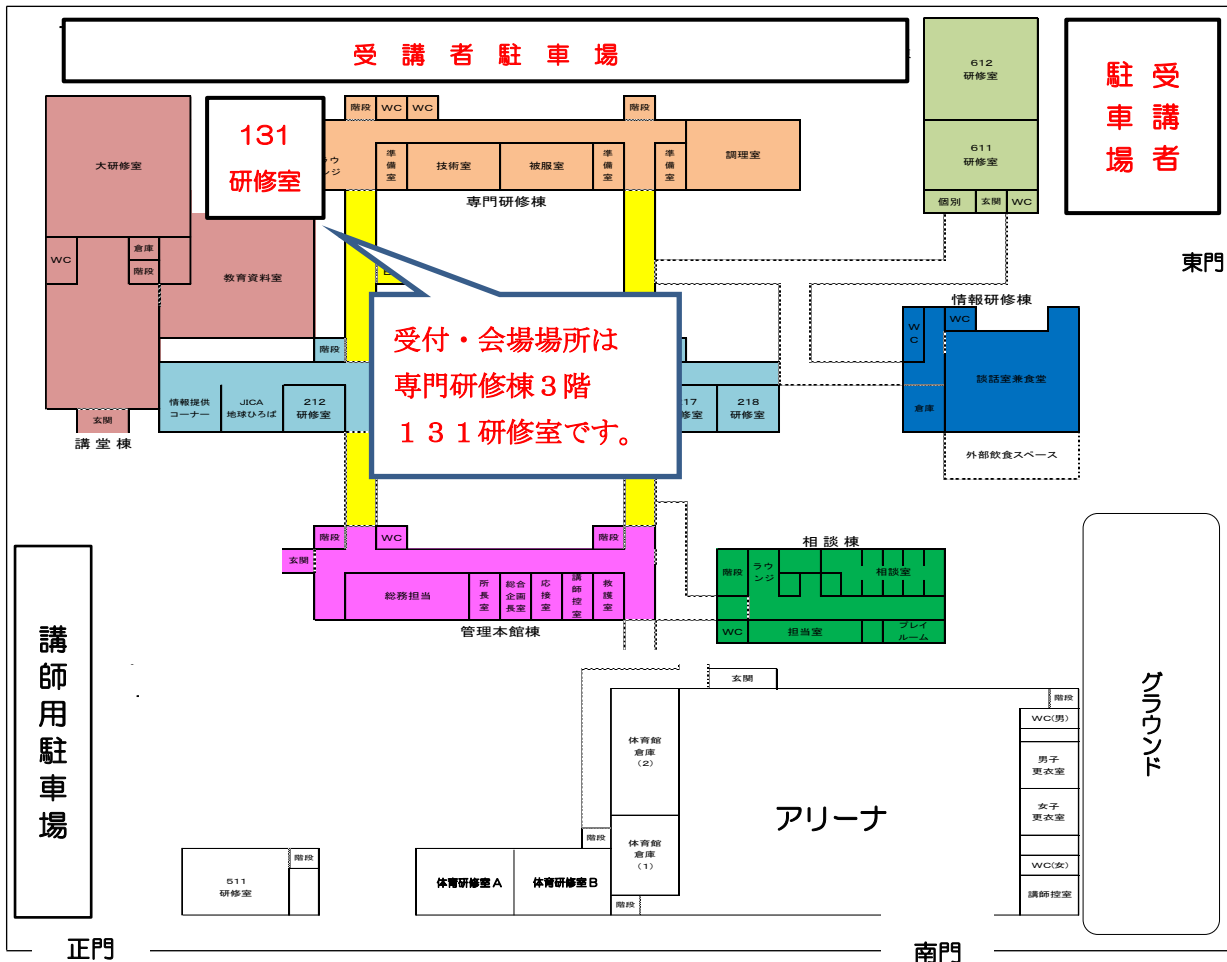 受 講 者 駐 車 場
受講者
駐車場
612
研修室
611
研修室
個別
玄関
WC
東門
大研修室
WC
倉庫
階段
教育資料室
玄関
講堂棟
131
研修室
階段
WC
WC
階段
準備室
技術室
被服室
準備室
準備室
調理室
専門研修棟
受付・会場場所は
専門研修棟3階
131研修室です。
階段
情報提供
コーナー
JICA
地球ひろば
212
研修室
218
研修室
情報研修棟
WC
WC
談話室兼食堂
倉庫
外部飲食スペース
階段
WC
階段
玄関
総務担当
所長室
総合企画長室
応接室
講師控室
救護室
管理本館棟
相談棟
階段
ラウンジ
相談室
WC
担当室
プレイ
ルーム
講師用駐車場
玄関
体育館
倉庫
(2)
体育館
倉庫
(1)
階段
階段
アリーナ
階段
WC(男)
男子
更衣室
女子
更衣室
WC(女)
講師控室
グラウンド
511
研修室
階段
体育研修室A
体育研修室B
正門
南門